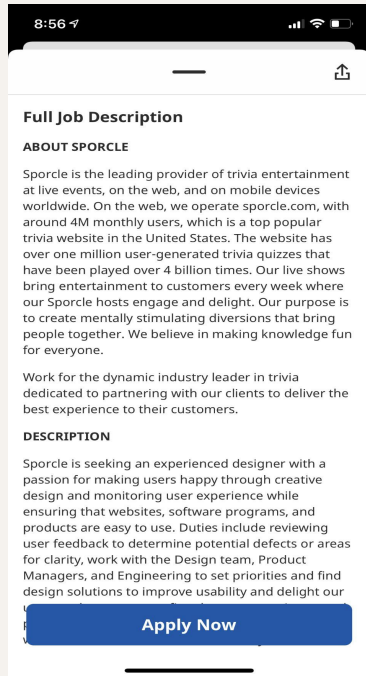 8:56
Full Job Description
ABOUT SPORCLE
Sporcle is the leading provider of trivia entertainment
at live events, on the web, and on mobile devices
worldwide. On the web, we operate sporcle.com, with
around 4M monthly users, which is a top popular
trivia website in the United States. The website has
over one million user-generated trivia quizzes that
have been played over 4 billion times. Our live shows
bring entertainment to customers every week where
our Sporcle hosts engage and delight. Our purpose is
to create mentally stimulating diversions that bring
people together. We believe in making knowledge fun
for everyone.
Work for the dynamic industry leader in trivia
dedicated to partnering with our clients to deliver the
best experience to their customers.
DESCRIPTION
Sporcle is seeking an experienced designer with a
passion for making users happy through creative
design and monitoring user experience while
ensuring that websites, software programs, and
products are easy to use. Duties include reviewing
user feedback to determine potential defects or areas
for clarity, work with the Design team, Product
Managers, and Engineering to set priorities and find
design solutions to improve usability and delight our
Apply Now